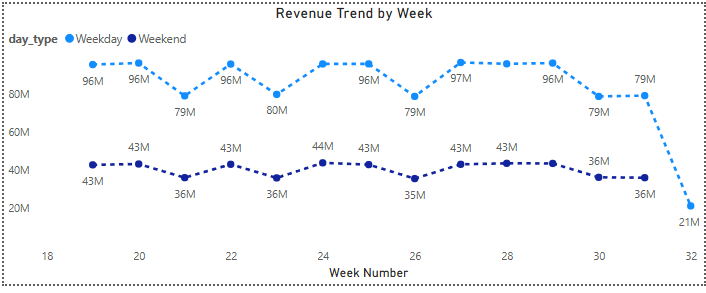 Revenue Trend by Week
day_type Weekday Weekend
96M 96M 79M 96M 80M 96M 79M 97M 96M 79M 79M 21M
43M 43M 36M 43M 36M 44M 43M 35M 43M 43M 36M 36M
80M
60M
40M
20M
18 20 22 24 26 28 30 32
Week Number